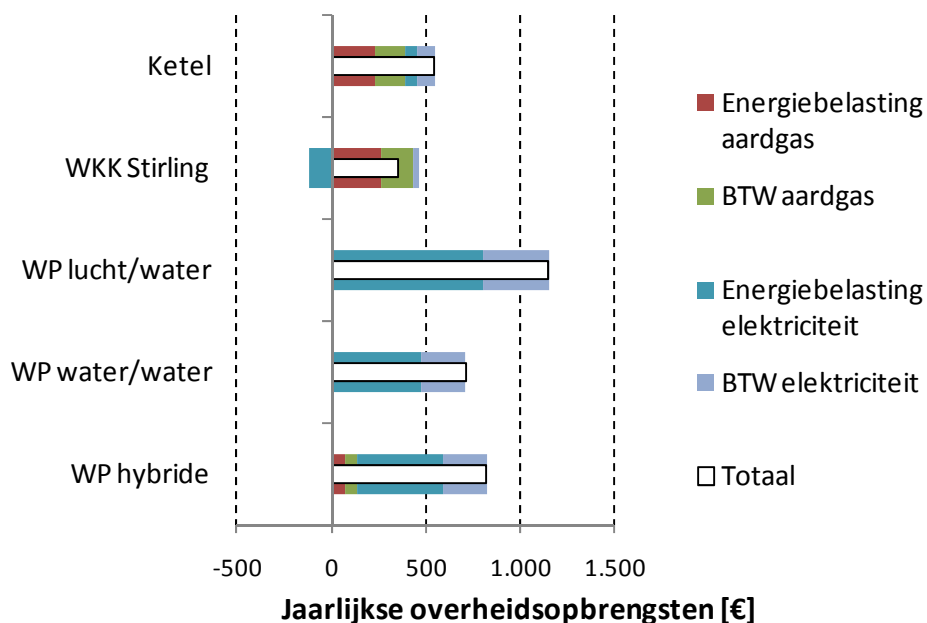 Ketel
WKK Stirling
WP lucht/water
WP water/water
WP hybride
-500 0 500 1.000 1.500
Jaarlijkse overheidsopbrengsten [€]
Energiebelasting
aardgas
BTW aardgas
Energiebelasting
elektriciteit
BTW elektriciteit
Totaal